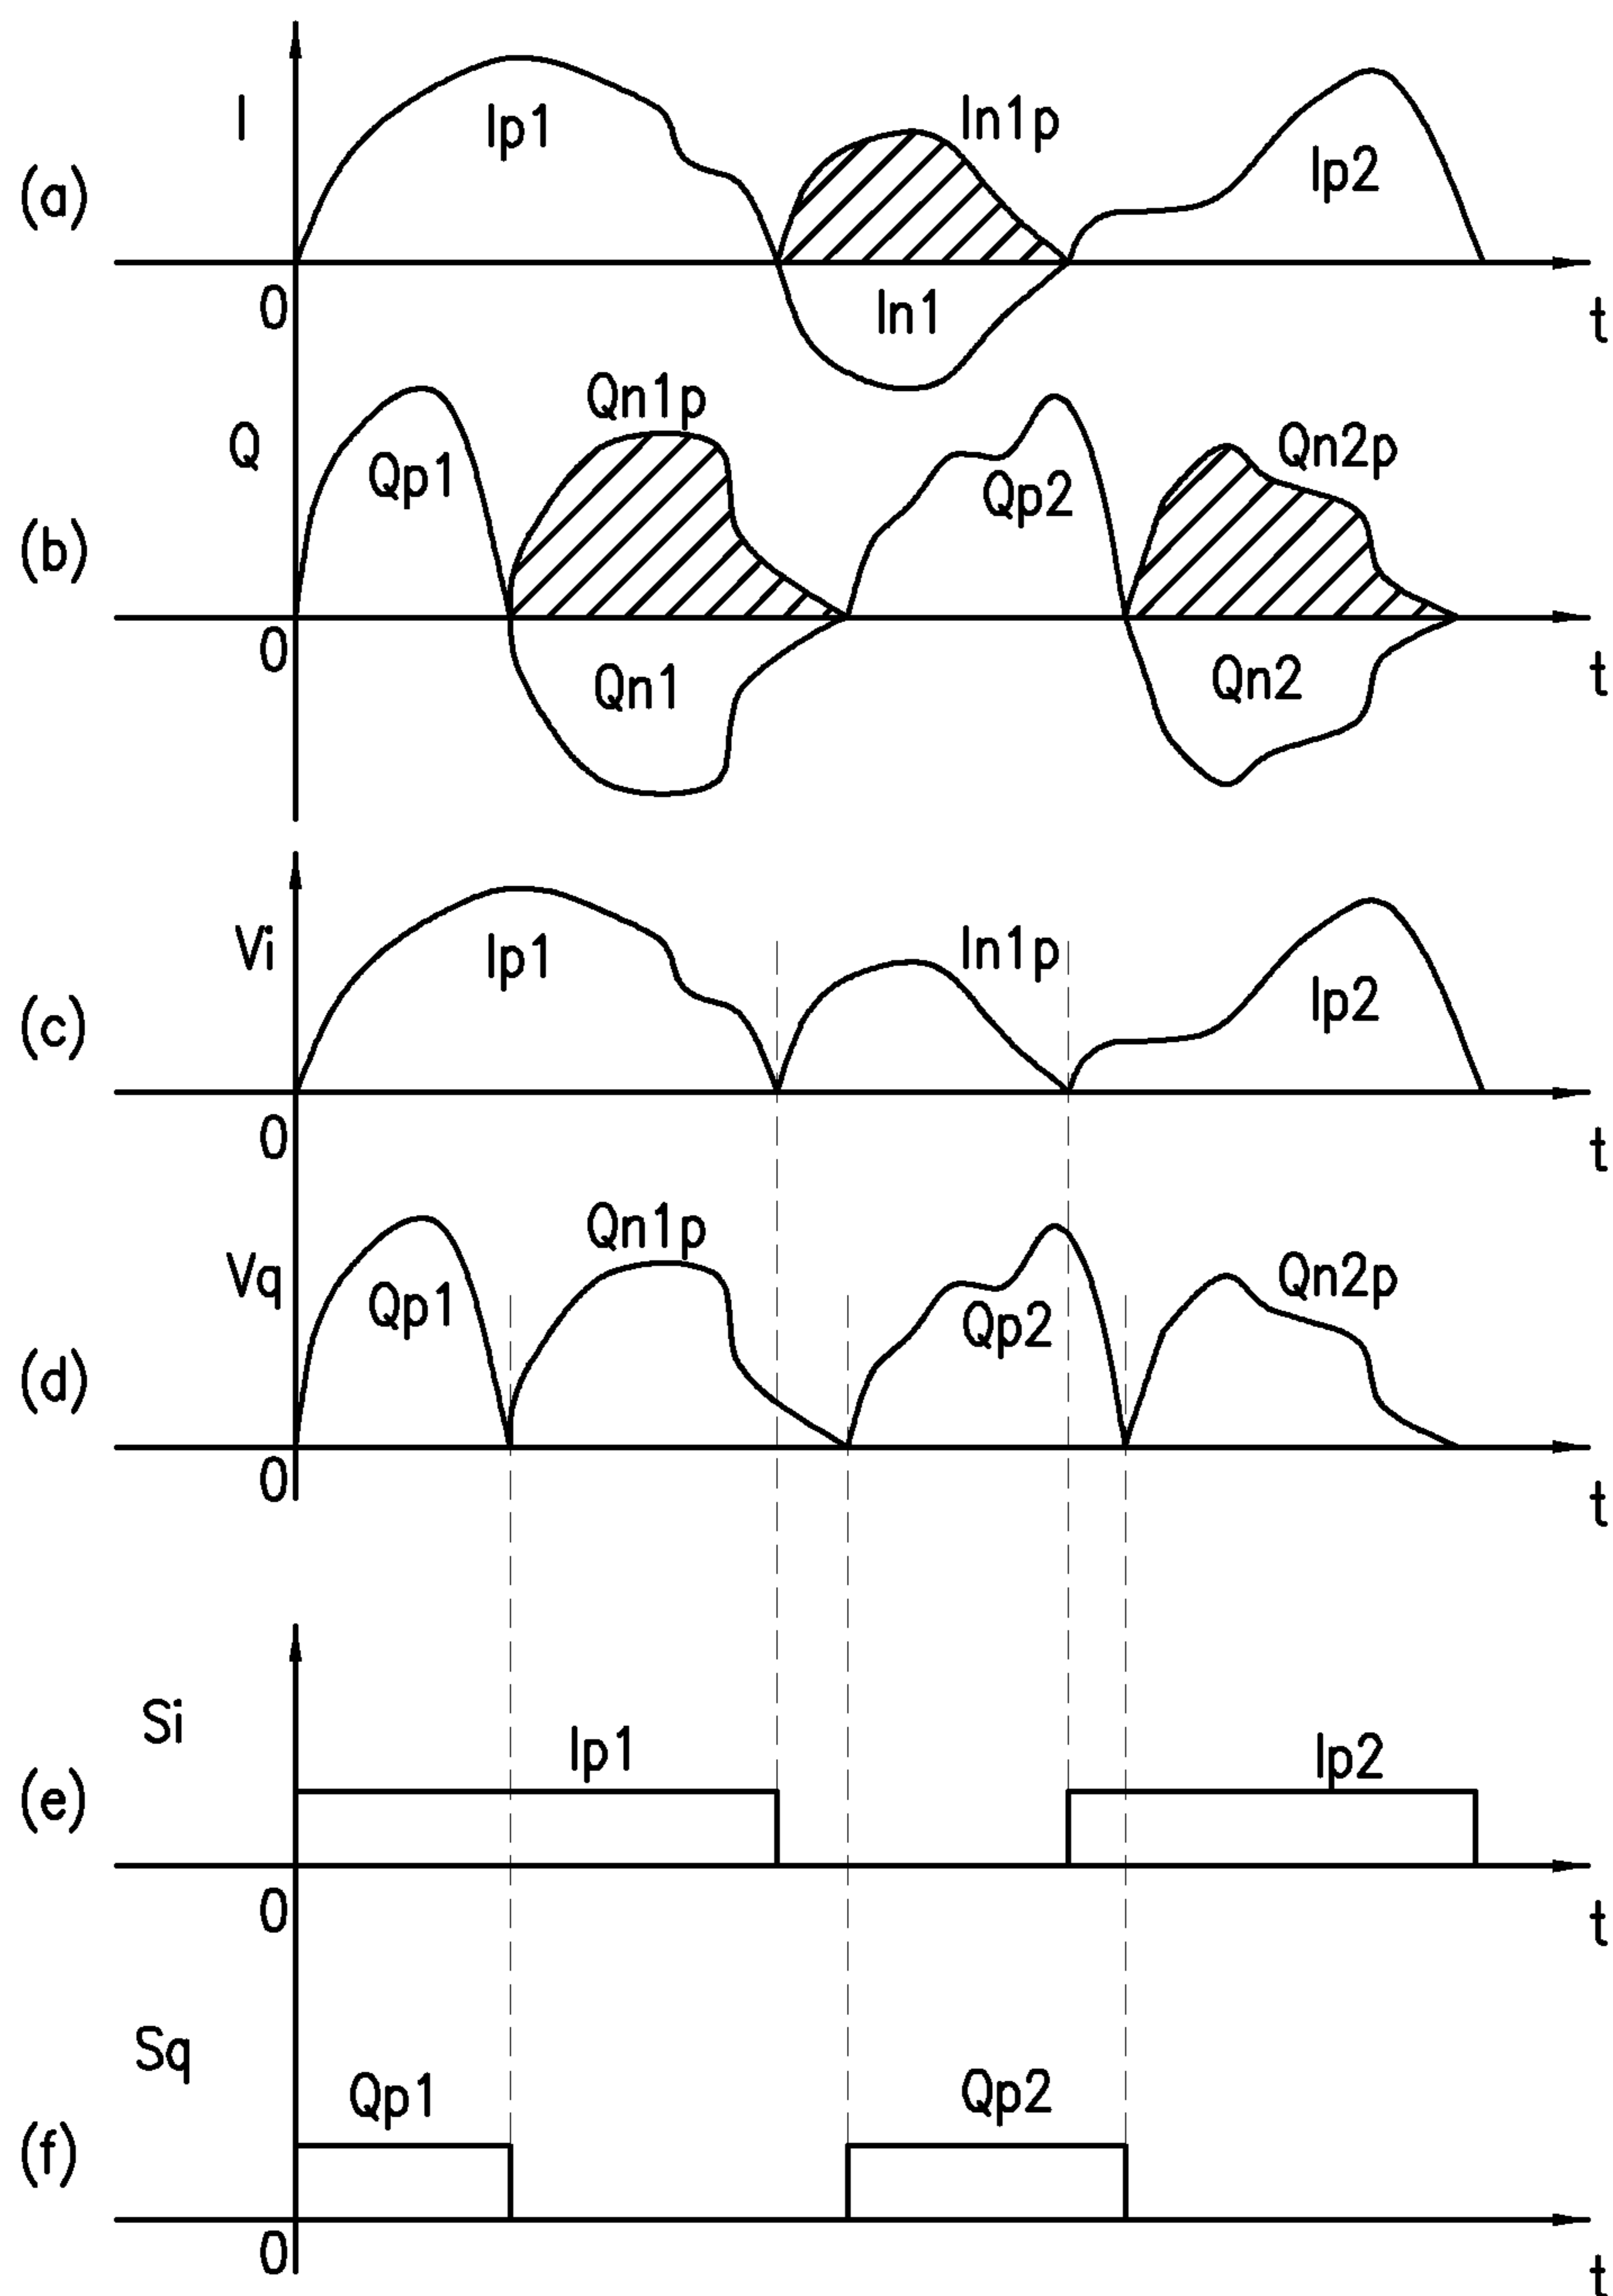 I
Ip1
In1p
Ip2
(a)
0
In1
t
Q
Qp1
Qn1p
Qp2
Qn2p
(b)
0
Qn1
Qn2
t
Vi
Ip1
In1p
Ip2
(c)
0
t
Vq
Qp1
Qn1p
Qp2
Qn2p
(d)
0
t
Si
Ip1
Ip2
(e)
0
t
Sq
Qp1
Qp2
(f)
0
t